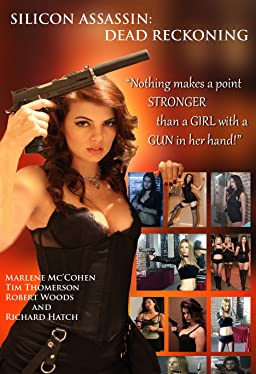 SILICON ASSASSIN:
DEAD RECKONING
“Nothing makes a point
STRONGER
than a GIRL with a
GUN in her hand!”
MARLENE MC'COHEN
TIM THOMERSON
ROBERT WOODS
AND
RICHARD HATCH